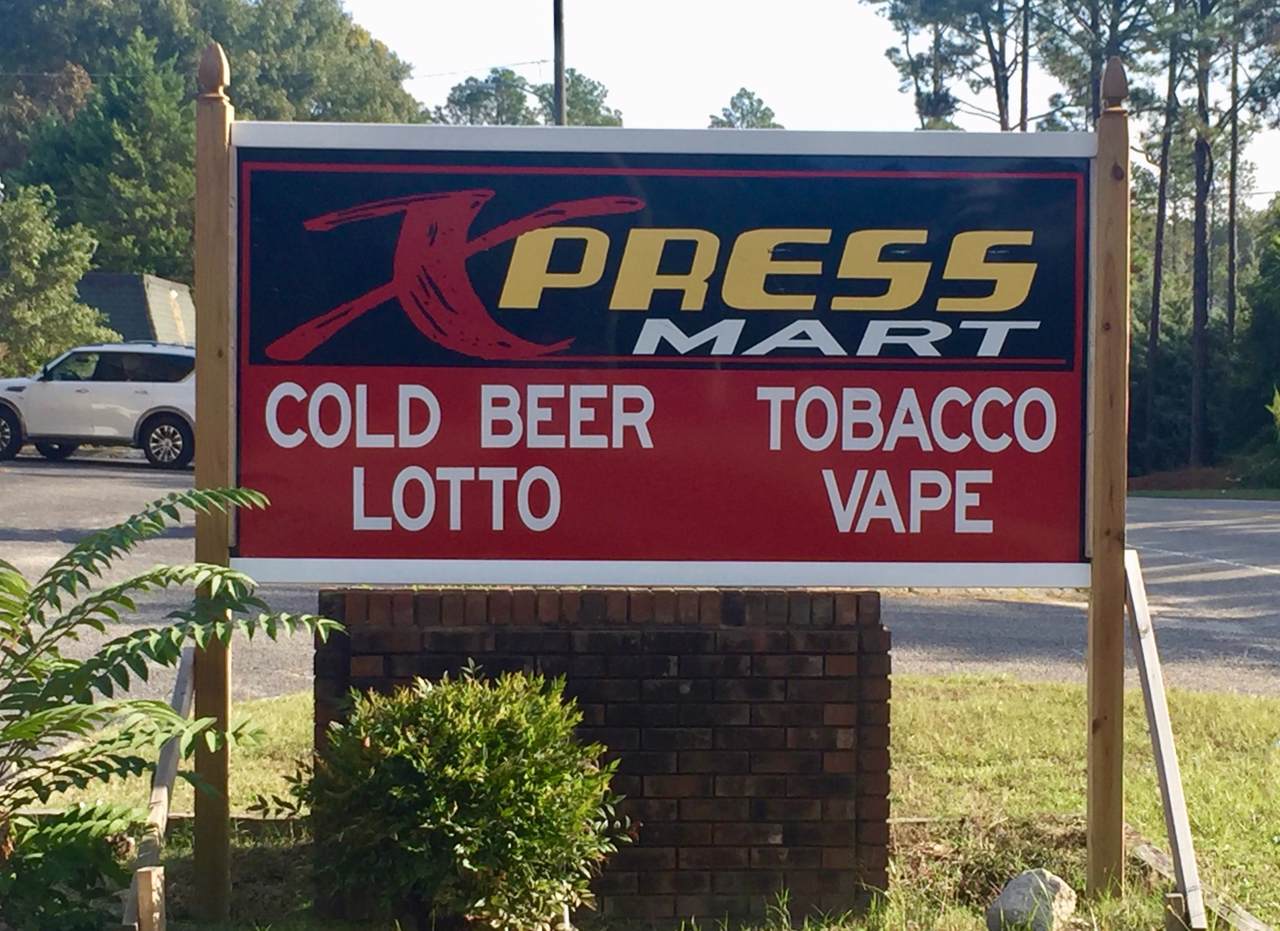 XPRESS
MART
COLD BEER TOBACCO
LOTTO VAPE